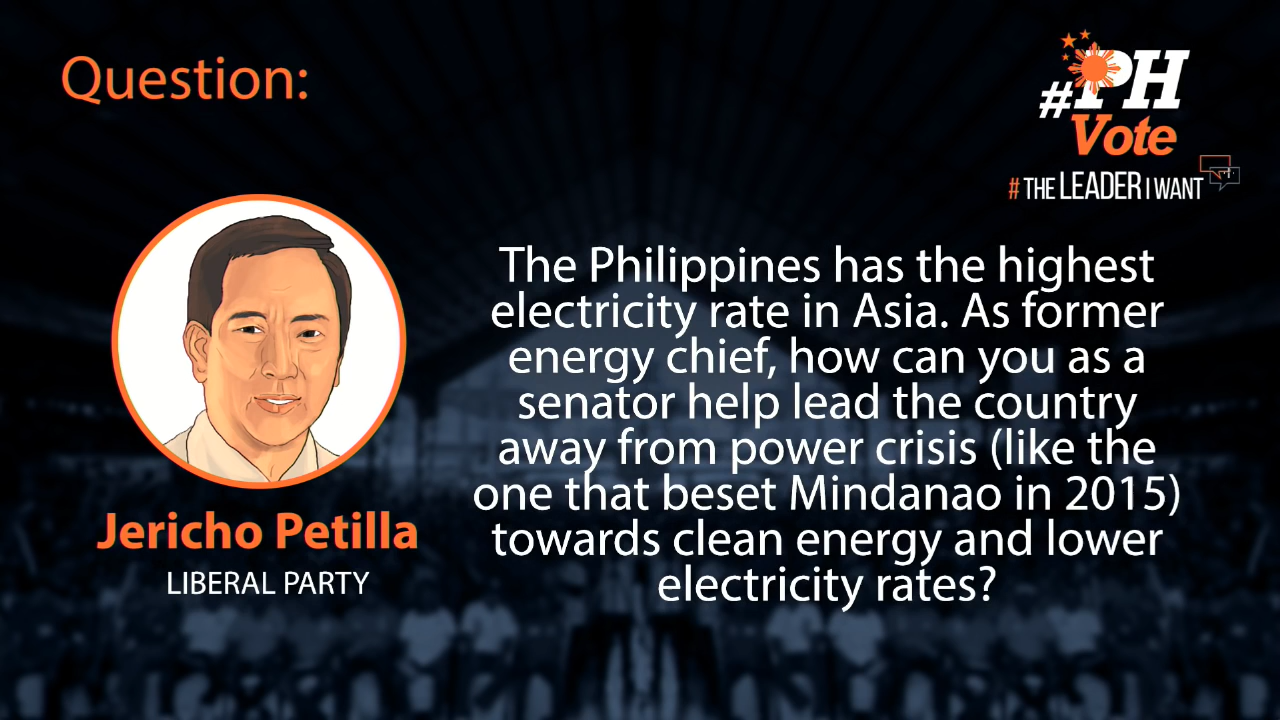 Question:
#PH
Vote
# THE LEADER I WANT
The Philippines has the highest
electricity rate in Asia. As former
energy chief, how can you as a
senator help lead the country
away from power crisis (like the
one that beset Mindanao in 2015)
towards clean energy and lower
electricity rates?
Jericho Petilla
LIBERAL PARTY